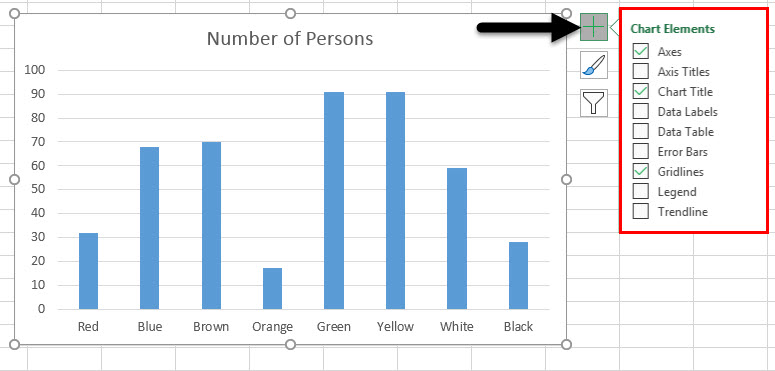 Number of Persons
100
90
80
70
60
50
40
30
20
10
0
Red Blue Brown Orange Green Yellow White Black
Chart Elements
Axes
Axis Titles
Chart Title
Data Labels
Data Table
Error Bars
Gridlines
Legend
Trendline